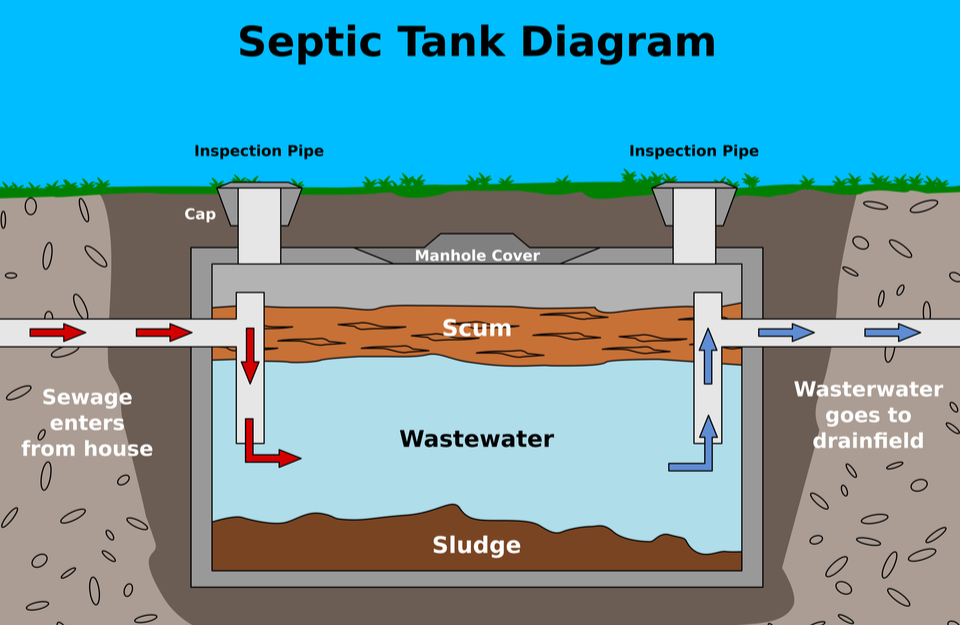 Septic Tank Diagram
Inspection Pipe
Inspection Pipe
Cap
Manhole Cover
Scum
Sewage
enters
from house
Wasterwater
goes to
drainfield
Wastewater
Sludge